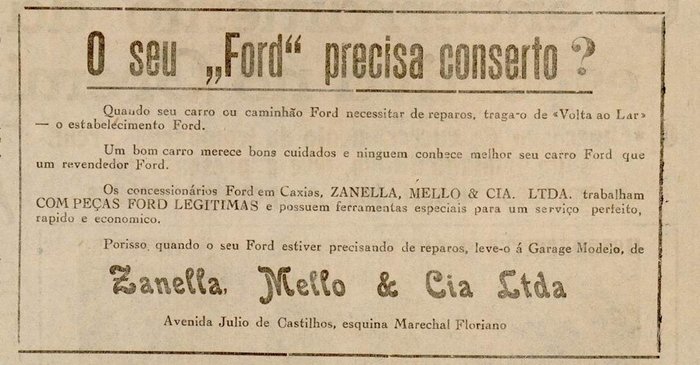 O seu „Ford“ precisa conserto ?
Quando seu carro ou caminhão Ford necessitar de reparos, traga-o de «Volta ao Lar»
— o estabelecimento Ford.
Um bom carro merece bons cuidados e ninguem conhece melhor seu carro Ford que
um revendedor Ford.
Os concessionários Ford em Caxias, ZANELLA, MELLO & CIA. LTDA. trabalham
COM PEÇAS FORD LEGITIMAS e possuem ferramentas especiais para um serviço perfeito,
rapido e economico.
Porisso, quando o seu Ford estiver precisando de reparos, leve-o á Garage Modelo, de
Zanella, Mello & Cia Ltda
Avenida Julio de Castilhos, esquina Marechal Floriano